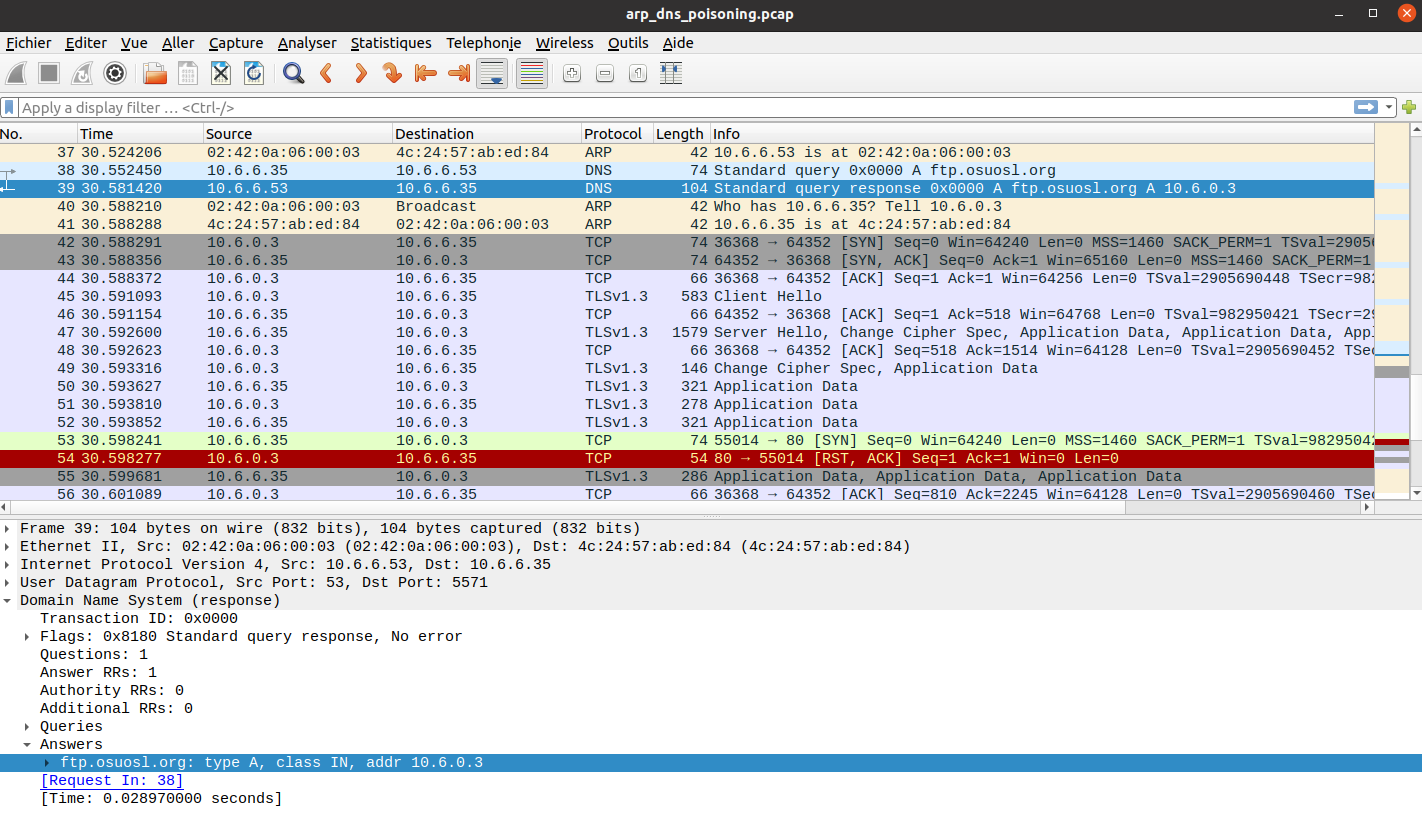 arp_dns_poisoning.pcap
Fichier Editer Vue Aller Capture Analyser Statistiques Telephonie Wireless Outils Aide
Apply a display filter … <Ctrl-/>
No. Time Source Destination Protocol Length Info
37 30.524206 02:42:0a:06:00:03 4c:24:57:ab:ed:84 ARP 42 10.6.6.53 is at 02:42:0a:06:00:03
38 30.552450 10.6.6.35 10.6.6.53 DNS 74 Standard query 0x0000 A ftp.osuosl.org
39 30.581420 10.6.6.53 10.6.6.35 DNS 104 Standard query response 0x0000 A ftp.osuosl.org A 10.6.0.3
40 30.588210 02:42:0a:06:00:03 Broadcast ARP 42 Who has 10.6.6.35? Tell 10.6.0.3
41 30.588288 4c:24:57:ab:ed:84 02:42:0a:06:00:03 ARP 42 10.6.6.35 is at 4c:24:57:ab:ed:84
42 30.588291 10.6.0.3 10.6.6.35 TCP 74 36368 → 64352 [SYN] Seq=0 Win=64240 Len=0 MSS=1460 SACK_PERM=1 TSval=29056
43 30.588356 10.6.6.35 10.6.0.3 TCP 74 64352 → 36368 [SYN, ACK] Seq=0 Ack=1 Win=65160 Len=0 MSS=1460 SACK_PERM=1
44 30.588372 10.6.0.3 10.6.6.35 TCP 66 36368 → 64352 [ACK] Seq=1 Ack=1 Win=64256 Len=0 TSval=2905690448 TSecr=982
45 30.591093 10.6.0.3 10.6.6.35 TLSv1.3 583 Client Hello
46 30.591154 10.6.6.35 10.6.0.3 TCP 66 64352 → 36368 [ACK] Seq=1 Ack=518 Win=64768 Len=0 TSval=982950421 TSecr=29
47 30.592600 10.6.6.35 10.6.0.3 TLSv1.3 1579 Server Hello, Change Cipher Spec, Application Data, Application Data, App
48 30.592623 10.6.0.3 10.6.6.35 TCP 66 36368 → 64352 [ACK] Seq=518 Ack=1514 Win=64128 Len=0 TSval=2905690452 TSe
49 30.593316 10.6.0.3 10.6.6.35 TLSv1.3 146 Change Cipher Spec, Application Data
50 30.593627 10.6.6.35 10.6.0.3 TLSv1.3 321 Application Data
51 30.593810 10.6.0.3 10.6.6.35 TLSv1.3 278 Application Data
52 30.593852 10.6.6.35 10.6.0.3 TLSv1.3 321 Application Data
53 30.598241 10.6.6.35 10.6.0.3 TCP 74 55014 → 80 [SYN] Seq=0 Win=64240 Len=0 MSS=1460 SACK_PERM=1 TSval=98295042
54 30.598277 10.6.0.3 10.6.6.35 TCP 54 80 → 55014 [RST, ACK] Seq=1 Ack=1 Win=0 Len=0
55 30.599681 10.6.6.35 10.6.0.3 TLSv1.3 286 Application Data, Application Data, Application Data
56 30.601089 10.6.0.3 10.6.6.35 TCP 66 36368 → 64352 [ACK] Seq=810 Ack=2245 Win=64128 Len=0 TSval=2905690460 TSe
Frame 39: 104 bytes on wire (832 bits), 104 bytes captured (832 bits)
Ethernet II, Src: 02:42:0a:06:00:03 (02:42:0a:06:00:03), Dst: 4c:24:57:ab:ed:84 (4c:24:57:ab:ed:84)
Internet Protocol Version 4, Src: 10.6.6.53, Dst: 10.6.6.35
User Datagram Protocol, Src Port: 53, Dst Port: 5571
Domain Name System (response)
Transaction ID: 0x0000
Flags: 0x8180 Standard query response, No error
Questions: 1
Answer RRs: 1
Authority RRs: 0
Additional RRs: 0
Queries
Answers
ftp.osuosl.org: type A, class IN, addr 10.6.0.3
[Request In: 38]
[Time: 0.028970000 seconds]